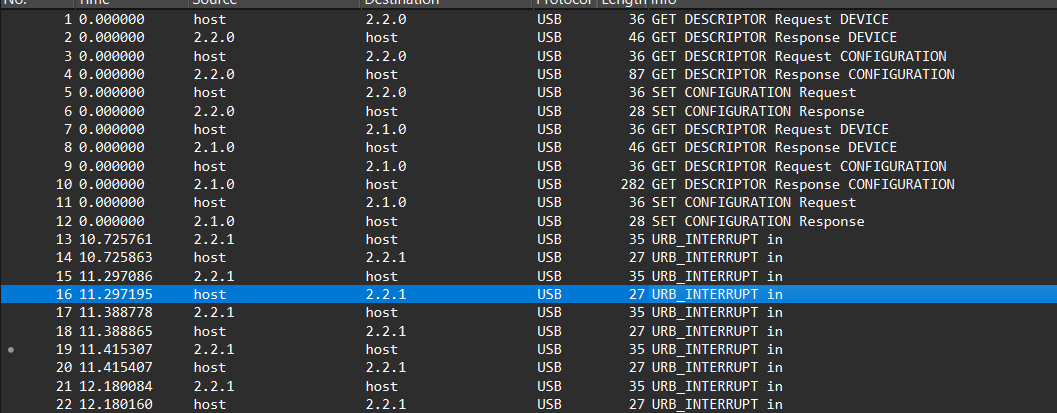 No. Time Source Destination Protocol Length Info
1 0.000000 host 2.2.0 USB 36 GET DESCRIPTOR Request DEVICE
2 0.000000 2.2.0 host USB 46 GET DESCRIPTOR Response DEVICE
3 0.000000 host 2.2.0 USB 36 GET DESCRIPTOR Request CONFIGURATION
4 0.000000 2.2.0 host USB 87 GET DESCRIPTOR Response CONFIGURATION
5 0.000000 host 2.2.0 USB 36 SET CONFIGURATION Request
6 0.000000 2.2.0 host USB 28 SET CONFIGURATION Response
7 0.000000 host 2.1.0 USB 36 GET DESCRIPTOR Request DEVICE
8 0.000000 2.1.0 host USB 46 GET DESCRIPTOR Response DEVICE
9 0.000000 host 2.1.0 USB 36 GET DESCRIPTOR Request CONFIGURATION
10 0.000000 2.1.0 host USB 282 GET DESCRIPTOR Response CONFIGURATION
11 0.000000 host 2.1.0 USB 36 SET CONFIGURATION Request
12 0.000000 2.1.0 host USB 28 SET CONFIGURATION Response
13 10.725761 2.2.1 host USB 35 URB_INTERRUPT in
14 10.725863 host 2.2.1 USB 27 URB_INTERRUPT in
15 11.297086 2.2.1 host USB 35 URB_INTERRUPT in
16 11.297195 host 2.2.1 USB 27 URB_INTERRUPT in
17 11.388778 2.2.1 host USB 35 URB_INTERRUPT in
18 11.388865 host 2.2.1 USB 27 URB_INTERRUPT in
19 11.415307 2.2.1 host USB 35 URB_INTERRUPT in
20 11.415407 host 2.2.1 USB 27 URB_INTERRUPT in
21 12.180084 2.2.1 host USB 35 URB_INTERRUPT in
22 12.180160 host 2.2.1 USB 27 URB_INTERRUPT in